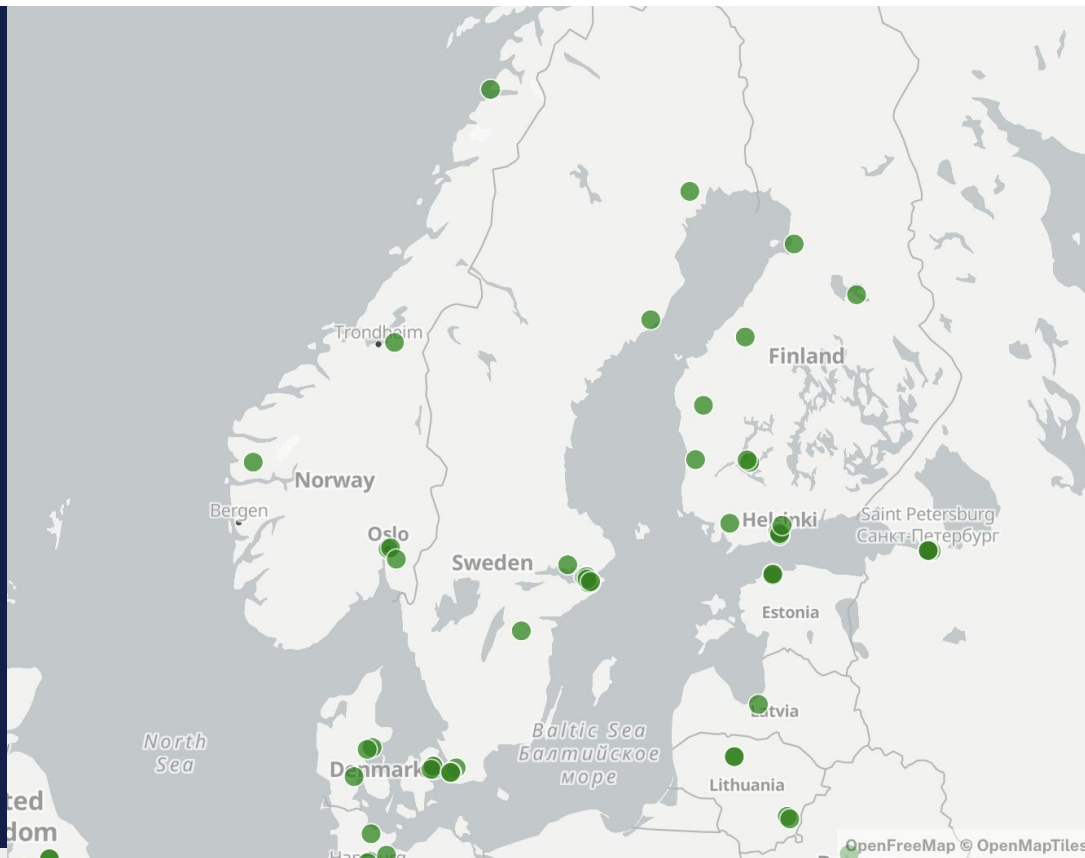 Trondheim
Finland
Norway
Bergen
Oslo
Helsinki
Saint Petersburg
Санкт-Петербург
Sweden
Estonia
Latvia
North
Sea
Baltic Sea
Балтийское
море
Denmark
Lithuania
ted
dom
OpenFreeMap © OpenMapTiles